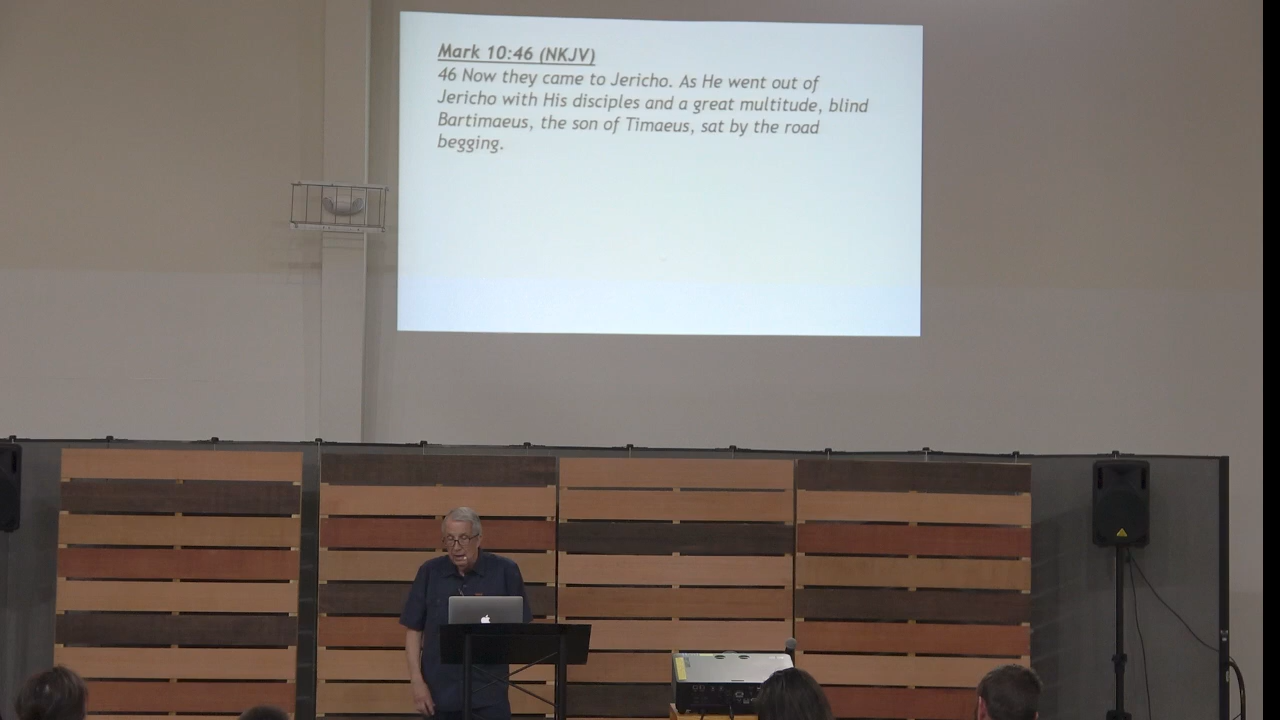 Mark 10:46 (NKJV)
46 Now they came to Jericho. As He went out of
Jericho with His disciples and a great multitude, blind
Bartimaeus, the son of Timaeus, sat by the road
begging.